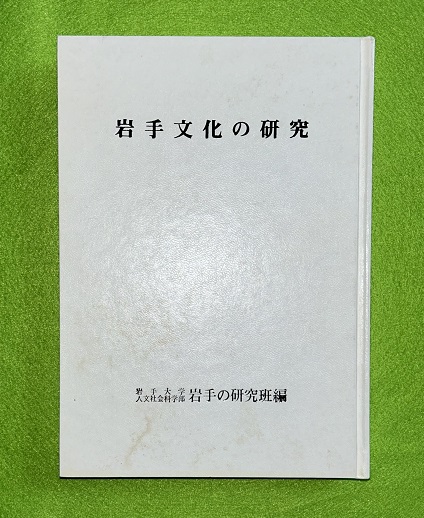 岩手文化の研究
岩手大学
人文社会科学部 岩手の研究班編